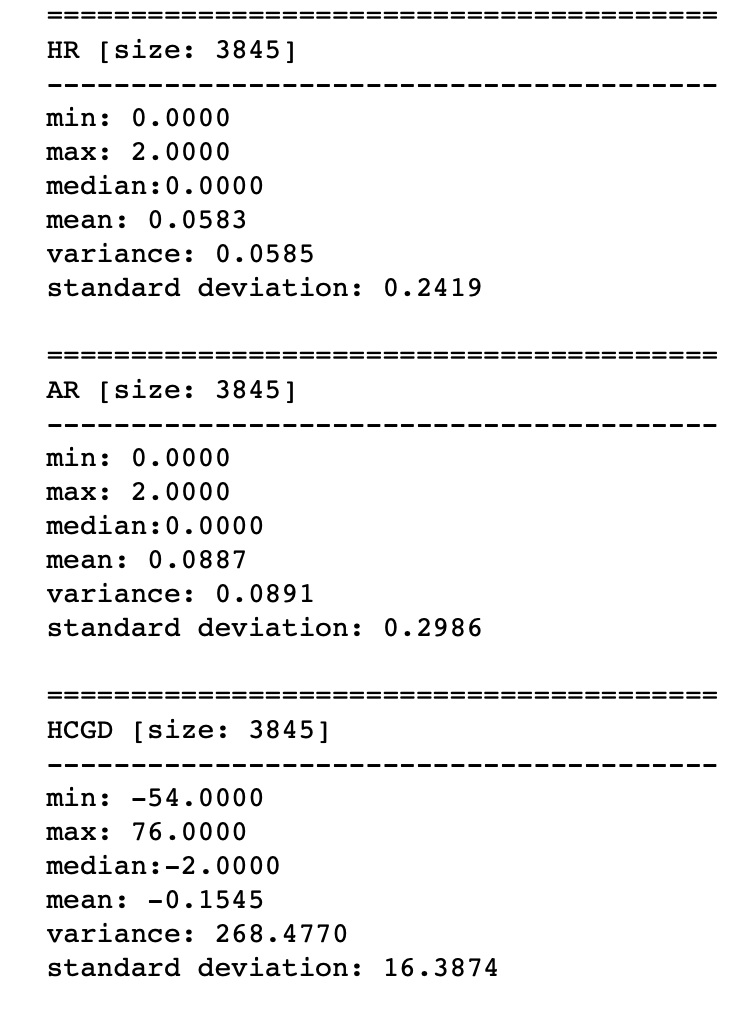 ========================================
HR [size: 3845]
----------------------------------------
min: 0.0000
max: 2.0000
median:0.0000
mean: 0.0583
variance: 0.0585
standard deviation: 0.2419
========================================
AR [size: 3845]
----------------------------------------
min: 0.0000
max: 2.0000
median:0.0000
mean: 0.0887
variance: 0.0891
standard deviation: 0.2986
========================================
HCGD [size: 3845]
----------------------------------------
min: -54.0000
max: 76.0000
median:-2.0000
mean: -0.1545
variance: 268.4770
standard deviation: 16.3874